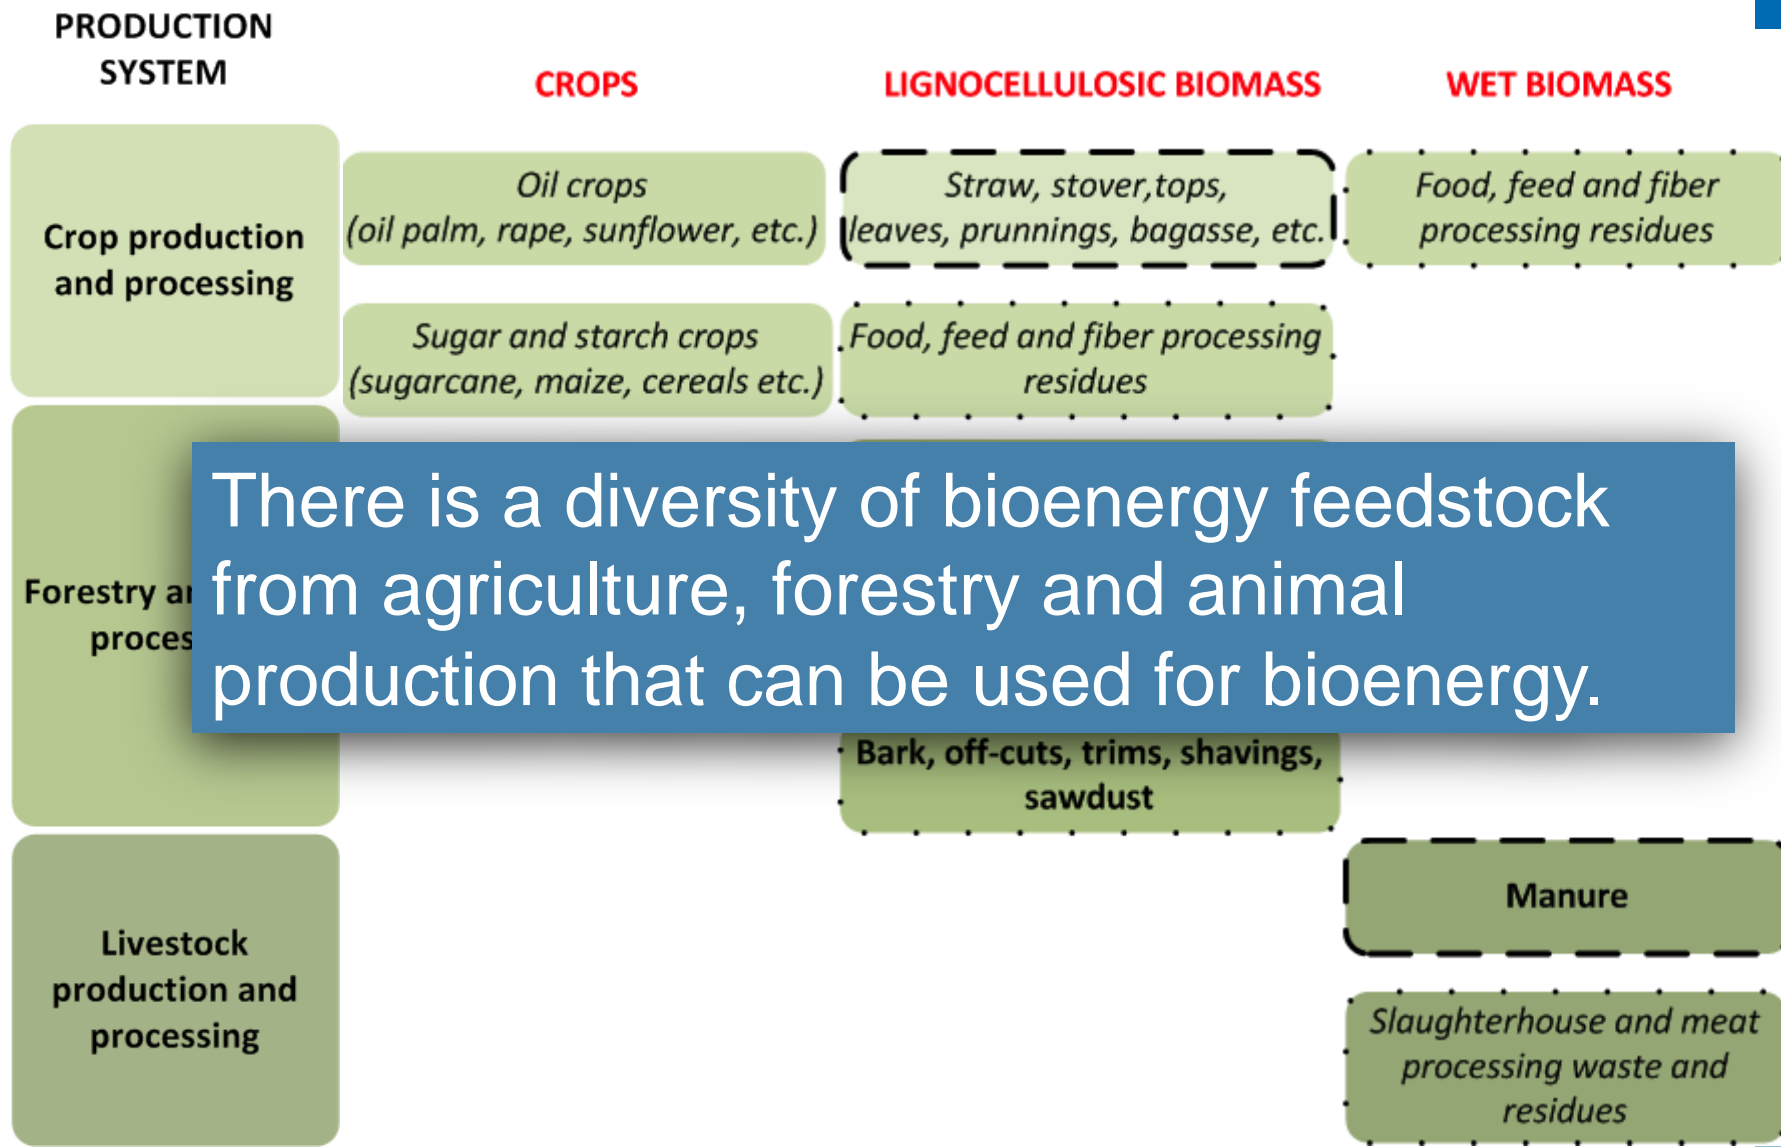 PRODUCTION
SYSTEM
CROPS
LIGNOCELLULOSIC BIOMASS
WET BIOMASS
Crop production
and processing
Oil crops
(oil palm, rape, sunflower, etc.)
Straw, stover,tops,
leaves, prunnings, bagasse, etc.
Food, feed and fiber
processing residues
Sugar and starch crops
(sugarcane, maize, cereals etc.)
Food, feed and fiber processing
residues
Forestry
There is a diversity of bioenergy feedstock
from agriculture, forestry and animal
production that can be used for bioenergy.
Bark, off-cuts, trims, shavings,
sawdust
Livestock
production and
processing
Manure
Slaughterhouse and meat
processing waste and
residues